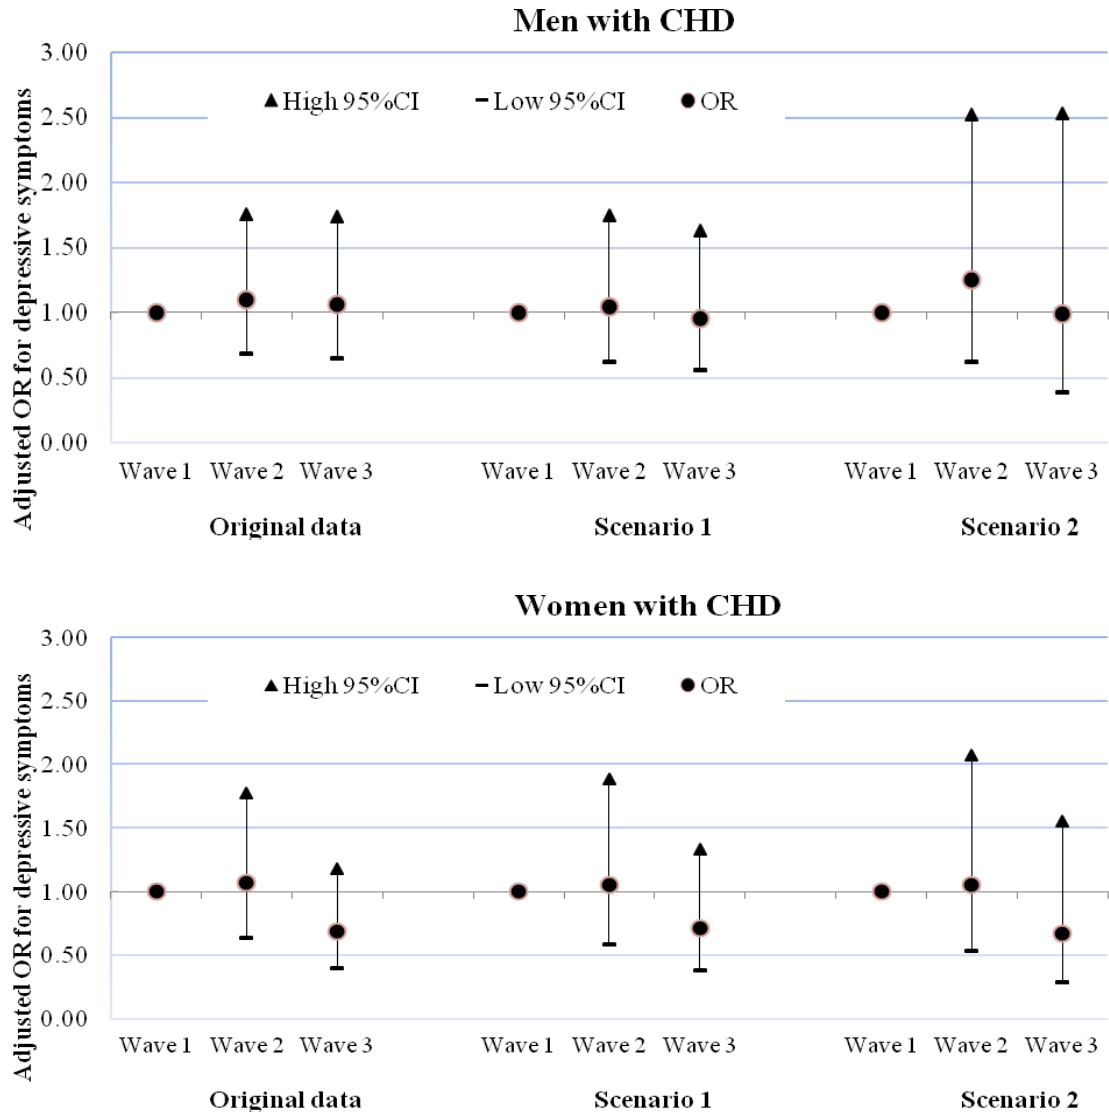 Men with CHD
Adjusted OR for depressive symptoms
3.00
2.50
2.00
1.50
1.00
0.50
0.00
High 95%CI Low 95%CI OR
Wave 1 Wave 2 Wave 3 Wave 1 Wave 2 Wave 3 Wave 1 Wave 2 Wave 3
Original data Scenario 1 Scenario 2
Women with CHD
Adjusted OR for depressive symptoms
3.00
2.50
2.00
1.50
1.00
0.50
0.00
High 95%CI Low 95%CI OR
Wave 1 Wave 2 Wave 3 Wave 1 Wave 2 Wave 3 Wave 1 Wave 2 Wave 3
Original data Scenario 1 Scenario 2